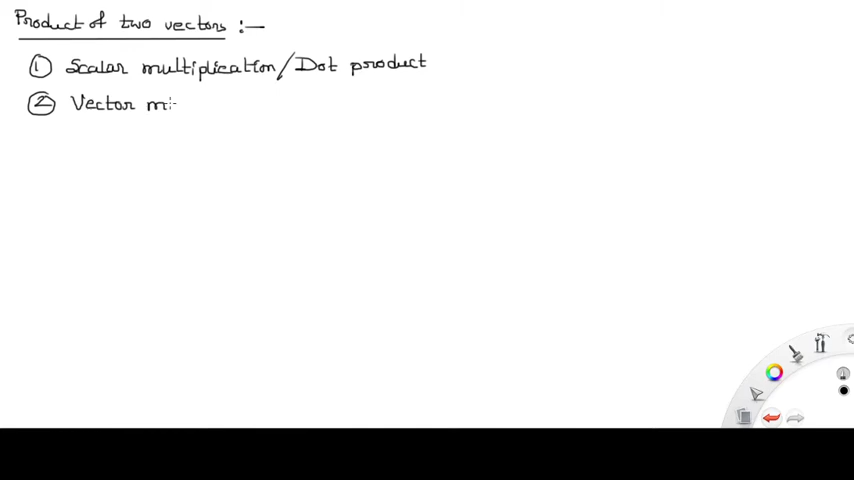 Product of two vectors :-
① Scalar multiplication/Dot product
② Vector m